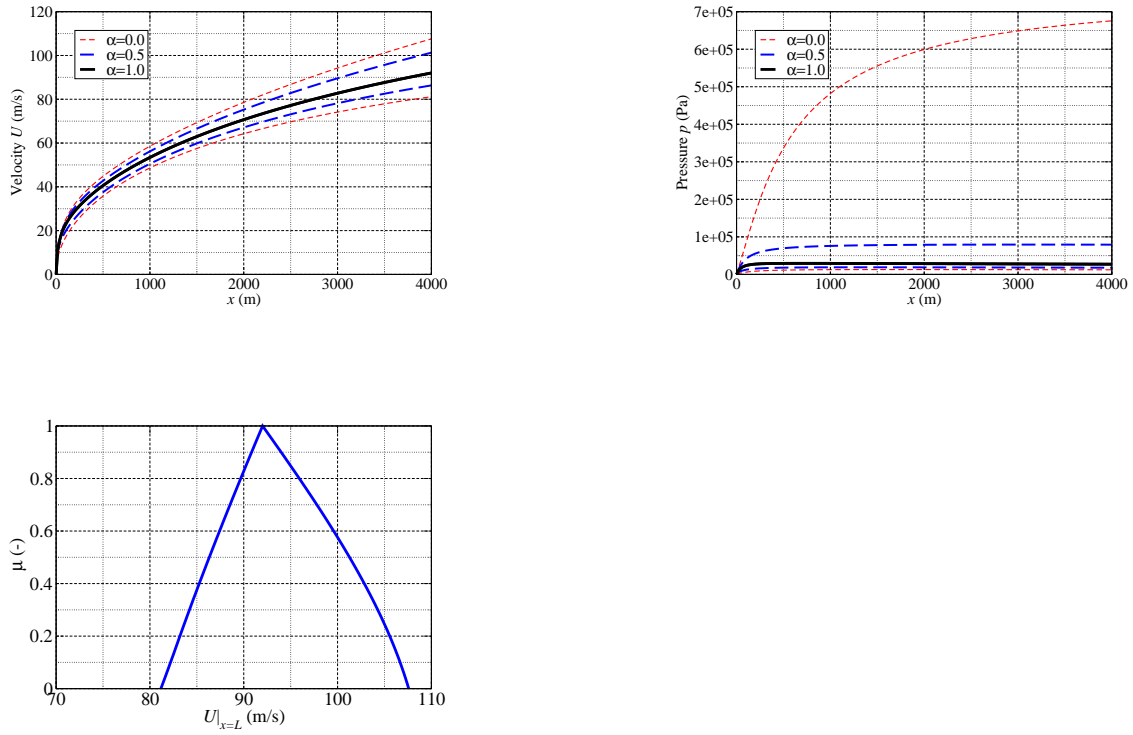 120
100
80
60
40
20
0
Velocity U (m/s)
α=0.0
α=0.5
α=1.0
0 1000 2000 3000 4000
x (m)
7e+05
6e+05
5e+05
4e+05
3e+05
2e+05
1e+05
0
Pressure p (Pa)
α=0.0
α=0.5
α=1.0
0 1000 2000 3000 4000
x (m)
1
0.8
0.6
0.4
0.2
0
μ (-)
70 80 90 100 110
U|x=L (m/s)